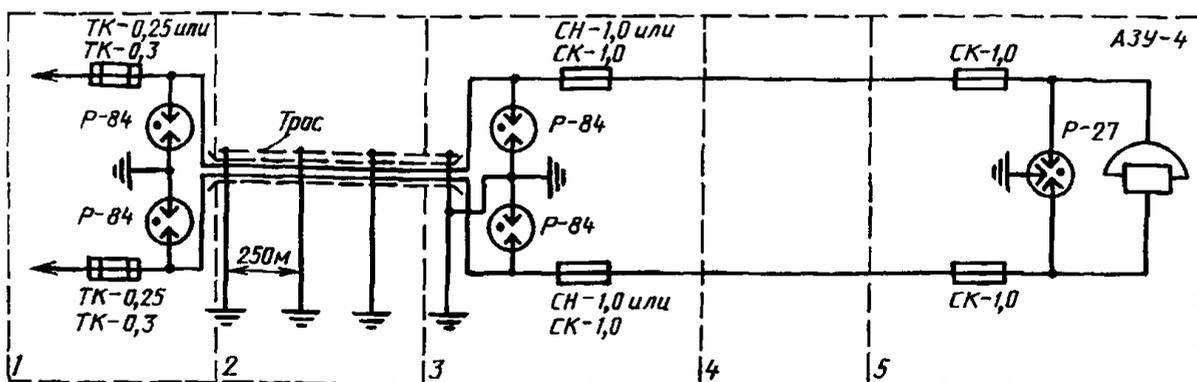 ТК-0,25 или
ТК-0,3
СН-1,0 или
СК-1,0
СК-1,0
АЗУ-4
Р-84
Трос
Р-84
Р-27
Р-84
Р-84
250м
ТК-0,25
ТК-0,3
СН-1,0 или
СК-1,0
СК-1,0
1
2
3
4
5